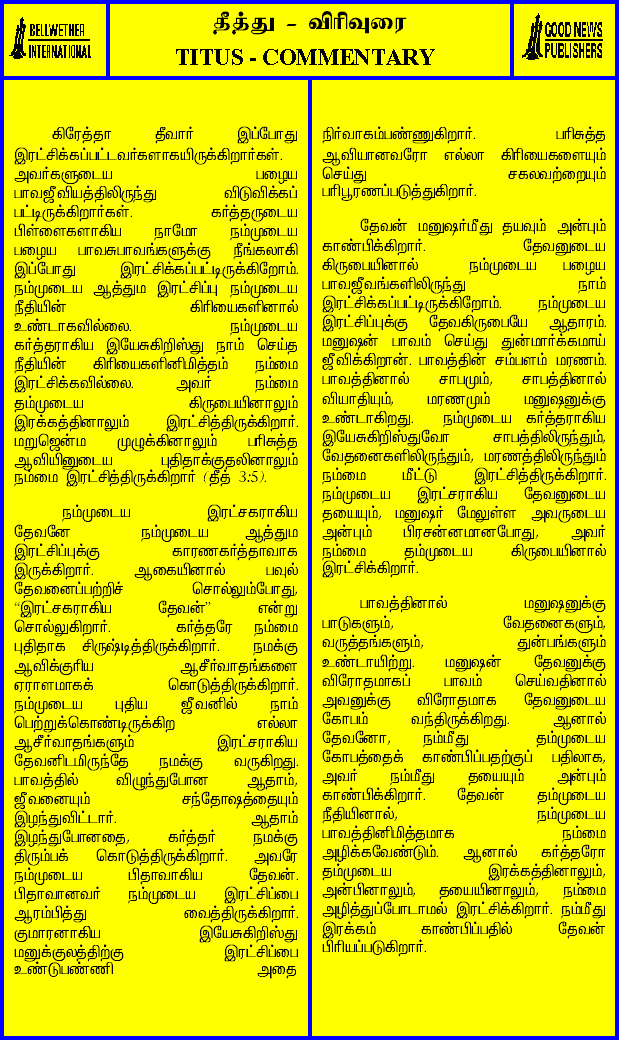 BELLWETHER
INTERNATIONAL
தீத்து - விரிவுரை
TITUS - COMMENTARY
GOOD NEWS
PUBLISHERS
கிரேத்தா தீவார் இப்போது
இரட்சிக்கப்பட்டவர்களாகயிருக்கிறார்கள்.
அவர்களுடைய பழைய
பாவஜீவியத்திலிருந்து விடுவிக்கப்
பட்டிருக்கிறார்கள். கர்த்தருடைய
பிள்ளைகளாகிய நாமோ நம்முடைய
பழைய பாவசுபாவங்களுக்கு நீங்கலாகி
இப்போது இரட்சிக்கப்பட்டிருக்கிறோம்.
நம்முடைய ஆத்தும இரட்சிப்பு நம்முடைய
நீதியின் கிரியைகளினால்
உண்டாகவில்லை. நம்முடைய
கர்த்தராகிய இயேசுகிறிஸ்து நாம் செய்த
நீதியின் கிரியைகளினிமித்தம் நம்மை
இரட்சிக்கவில்லை. அவர் நம்மை
தம்முடைய கிருபையினாலும்
இரக்கத்தினாலும் இரட்சித்திருக்கிறார்.
மறுஜென்ம முழுக்கினாலும் பரிசுத்த
ஆவியினுடைய புதிதாக்குதலினாலும்
நம்மை இரட்சித்திருக்கிறார் (தீத் 3:5).
நம்முடைய இரட்சகராகிய
தேவனே நம்முடைய ஆத்தும
இரட்சிப்புக்கு காரணகர்த்தாவாக
இருக்கிறார். ஆகையினால் பவுல்
தேவனைப்பற்றிச் சொல்லும்போது,
“இரட்சகராகிய தேவன்” என்று
சொல்லுகிறார். கர்த்தரே நம்மை
புதிதாக சிருஷ்டித்திருக்கிறார். நமக்கு
ஆவிக்குரிய ஆசீர்வாதங்களை
ஏராளமாகக் கொடுத்திருக்கிறார்.
நம்முடைய புதிய ஜீவனில் நாம்
பெற்றுக்கொண்டிருக்கிற எல்லா
ஆசீர்வாதங்களும் இரட்சராகிய
தேவனிடமிருந்தே நமக்கு வருகிறது.
பாவத்தில் விழுந்துபோன ஆதாம்,
ஜீவனையும் சந்தோஷத்தையும்
இழந்துவிட்டார். ஆதாம்
இழந்துபோனதை, கர்த்தர் நமக்கு
திரும்பக் கொடுத்திருக்கிறார். அவரே
நம்முடைய பிதாவாகிய தேவன்.
பிதாவானவர் நம்முடைய இரட்சிப்பை
ஆரம்பித்து வைத்திருக்கிறார்.
குமாரனாகிய இயேசுகிறிஸ்து
மனுக்குலத்திற்கு இரட்சிப்பை
உண்டுபண்ணி அதை
நிர்வாகம்பண்ணுகிறார். பரிசுத்த
ஆவியானவரோ எல்லா கிரியைகளையும்
செய்து சகலவற்றையும்
பரிபூரணப்படுத்துகிறார்.
தேவன் மனுஷர்மீது தயவும் அன்பும்
காண்பிக்கிறார். தேவனுடைய
கிருபையினால் நம்முடைய பழைய
பாவஜீவங்களிலிருந்து நாம்
இரட்சிக்கப்பட்டிருக்கிறோம். நம்முடைய
இரட்சிப்புக்கு தேவகிருபையே ஆதாரம்.
மனுஷன் பாவம் செய்து துன்மார்க்கமாய்
ஜீவிக்கிறான். பாவத்தின் சம்பளம் மரணம்.
பாவத்தினால் சாபமும், சாபத்தினால்
வியாதியும், மரணமும் மனுஷனுக்கு
உண்டாகிறது. நம்முடைய கர்த்தராகிய
இயேசுகிறிஸ்துவோ சாபத்திலிருந்தும்,
வேதனைகளிலிருந்தும், மரணத்திலிருந்தும்
நம்மை மீட்டு இரட்சித்திருக்கிறார்.
நம்முடைய இரட்சராகிய தேவனுடைய
தயையும், மனுஷர் மேலுள்ள அவருடைய
அன்பும் பிரசன்னமானபோது, அவர்
நம்மை தம்முடைய கிருபையினால்
இரட்சிக்கிறார்.
பாவத்தினால் மனுஷனுக்கு
பாடுகளும், வேதனைகளும்,
வருத்தங்களும், துன்பங்களும்
உண்டாயிற்று. மனுஷன் தேவனுக்கு
விரோதமாகப் பாவம் செய்வதினால்
அவனுக்கு விரோதமாக தேவனுடைய
கோபம் வந்திருக்கிறது. ஆனால்
தேவனோ, நம்மீது தம்முடைய
கோபத்தைக் காண்பிப்பதற்குப் பதிலாக,
அவர் நம்மீது தயையும் அன்பும்
காண்பிக்கிறார். தேவன் தம்முடைய
நீதியினால், நம்முடைய
பாவத்தினிமித்தமாக நம்மை
அழிக்கவேண்டும். ஆனால் கர்த்தரோ
தம்முடைய இரக்கத்தினாலும்,
அன்பினாலும், தயையினாலும், நம்மை
அழித்துப்போடாமல் இரட்சிக்கிறார். நம்மீது
இரக்கம் காண்பிப்பதில் தேவன்
பிரியப்படுகிறார்.